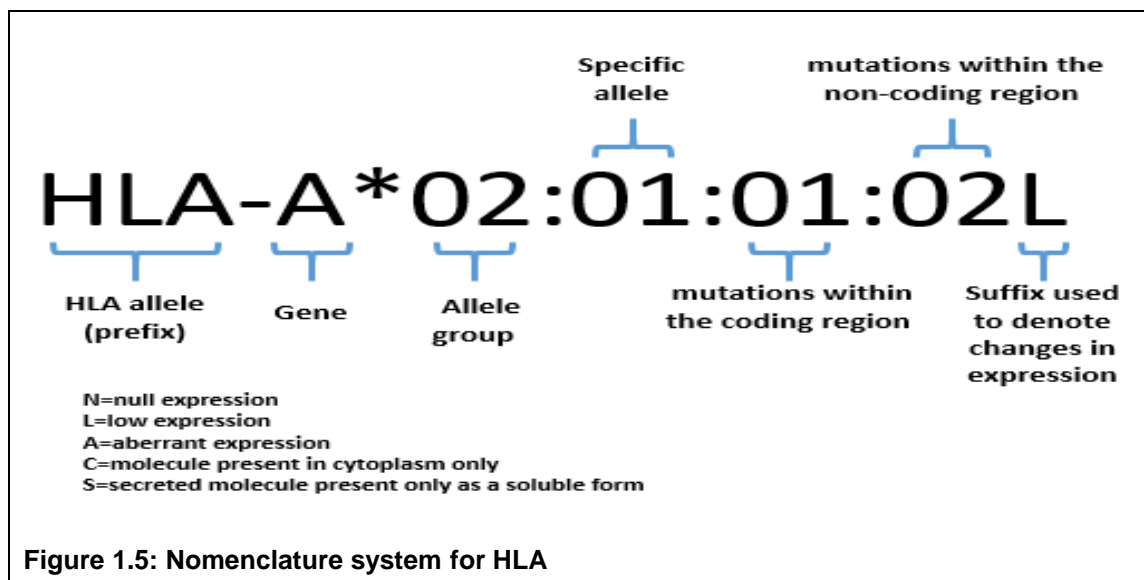 Specific
allele
mutations within the
non-coding region
HLA-A*02:01:01:02L
HLA allele
(prefix)
Gene
Allele
group
mutations within
the coding region
Suffix used
to denote
changes in
expression
N=null expression
L=low expression
A=aberrant expression
C=molecule present in cytoplasm only
S=secreted molecule present only as a soluble form
Figure 1.5: Nomenclature system for HLA